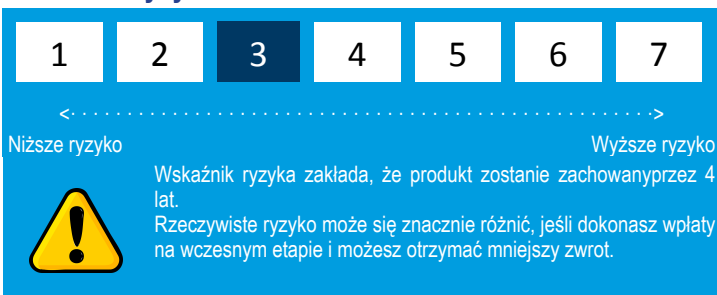 1 2 3 4 5 6 7
<· · · · · · · · · · · · · · · · · · · · · · · · · · · · · · · · · · · · · · · · · · · · · · · · · · · ·>
Niższe ryzyko Wyższe ryzyko
Wskaźnik ryzyka zakłada, że produkt zostanie zachowanyprzez 4
lat.
Rzeczywiste ryzyko może się znacznie różnić, jeśli dokonasz wpłaty
na wczesnym etapie i możesz otrzymać mniejszy zwrot.